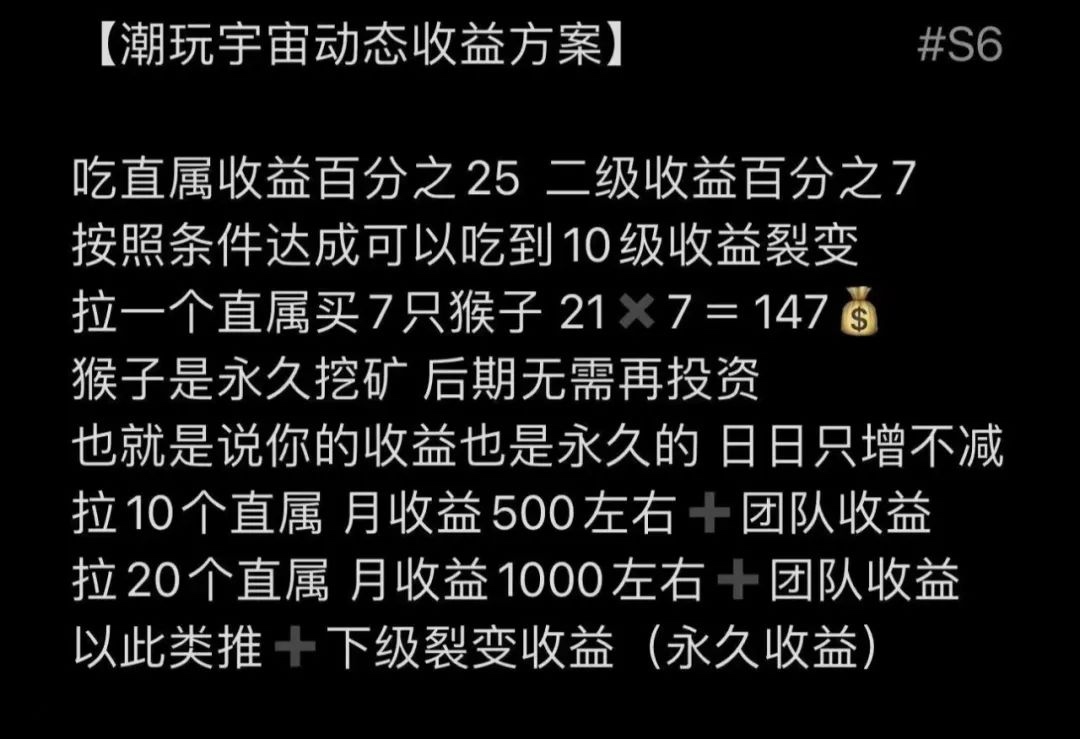 【潮玩宇宙动态收益方案】 #S6
吃直属收益百分之25 二级收益百分之7
按照条件达成可以吃到10级收益裂变
拉一个直属买7只猴子 21✖️7＝147💰
猴子是永久挖矿 后期无需再投资
也就是说你的收益也是永久的 日日只增不减
拉10个直属 月收益500左右➕团队收益
拉20个直属 月收益1000左右➕团队收益
以此类推➕下级裂变收益（永久收益）